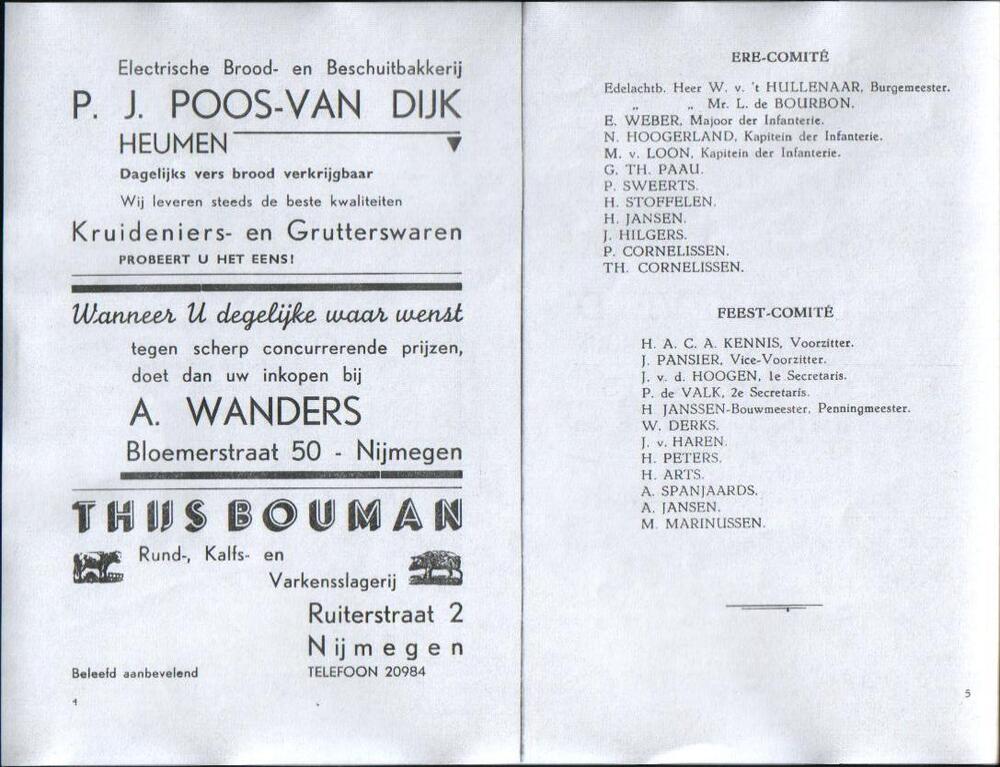 Electrische Brood- en Beschuitbakkerij
P. J. POOS-VAN DIJK
HEUMEN
Dagelijks vers brood verkrijgbaar
Wij leveren steeds de beste kwaliteiten
Kruideniers- en Grutterswaren
PROBEERT U HET EENS!
Wanneer U degelijke waar wenst
tegen scherp concurrerende prijzen,
doet dan uw inkopen bij
A. WANDERS
Bloemerstraat 50 - Nijmegen
THIJS BOUMAN
Rund-, Kalfs- en
Varkensslagerij
Ruiterstraat 2
Nijmegen
Beleefd aanbevelend TELEFOON 20984
4
ERE-COMITÉ
Edelachtb. Heer W. v. 't HULLENAAR, Burgemeester.
„ „ Mr. L. de BOURBON.
E. WEBER, Majoor der Infanterie.
N. HOOGERLAND, Kapitein der Infanterie.
M. v. LOON, Kapitein der Infanterie.
G. TH. PAAU.
P. SWEERTS.
H. STOFFELEN.
H. JANSEN.
J. HILGERS.
P. CORNELISSEN.
TH. CORNELISSEN.
FEEST-COMITÉ
H. A. C. A. KENNIS, Voorzitter.
J. PANSIER, Vice-Voorzitter.
J. v. d. HOOGEN, 1e Secretaris.
P. de VALK, 2e Secretaris.
H JANSSEN-Bouwmeester, Penningmeester.
W. DERKS.
J. v. HAREN.
H. PETERS.
H. ARTS.
A. SPANJAARDS.
A. JANSEN.
M. MARINUSSEN.
5